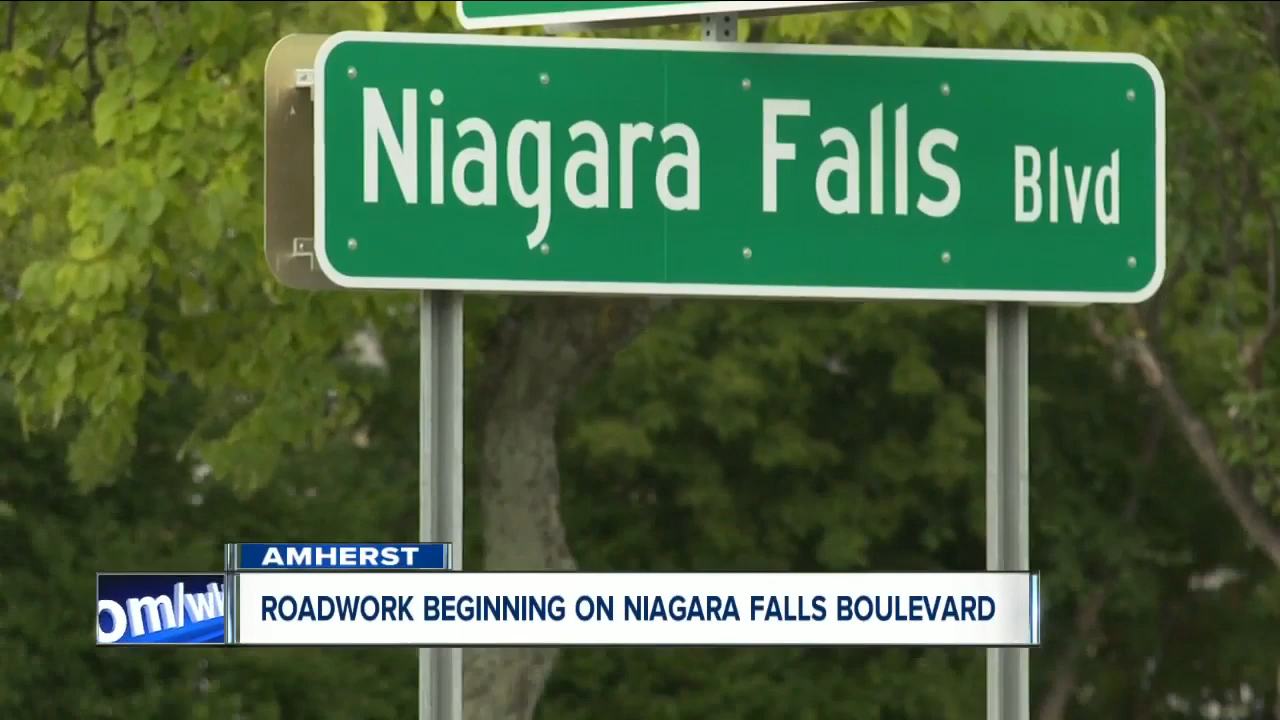 Niagara Falls Blvd
AMHERST
ROADWORK BEGINNING ON NIAGARA FALLS BOULEVARD